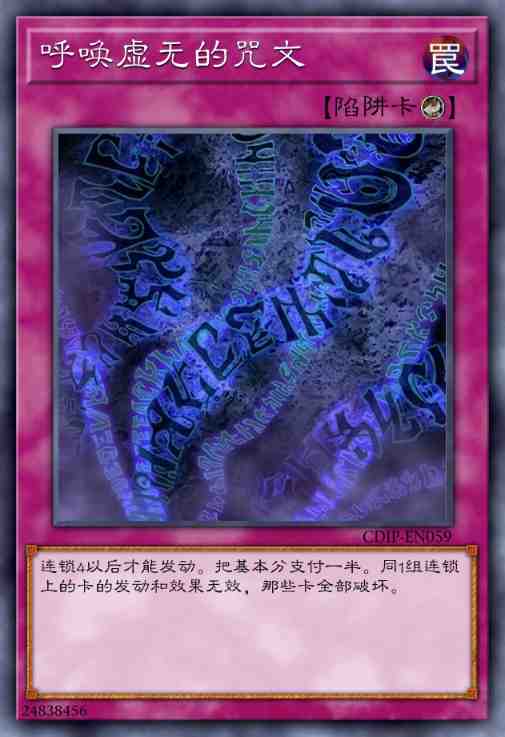 呼唤虚无的咒文
罠
【陷阱卡】
CDIP-EN059
连锁4以后才能发动。把基本分支付一半。同1组连锁
上的卡的发动和效果无效，那些卡全部破坏。
24838456